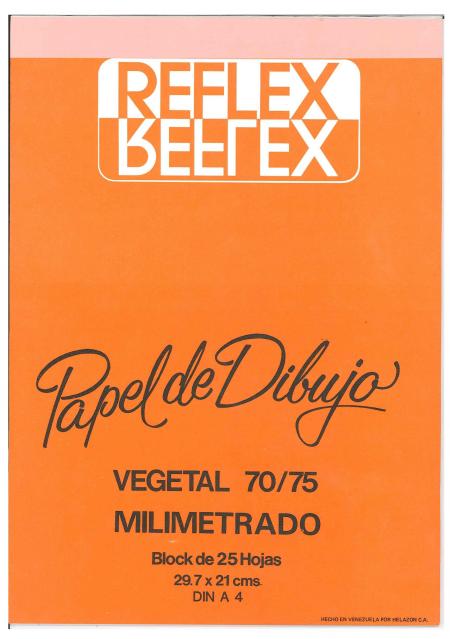 REFLEX
REFLEX
Papel de Dibujo
VEGETAL 70/75
MILIMETRADO
Block de 25 Hojas
29.7 x 21 cms.
DIN A 4
HECHO EN VENEZUELA POR HELAZON C.A.